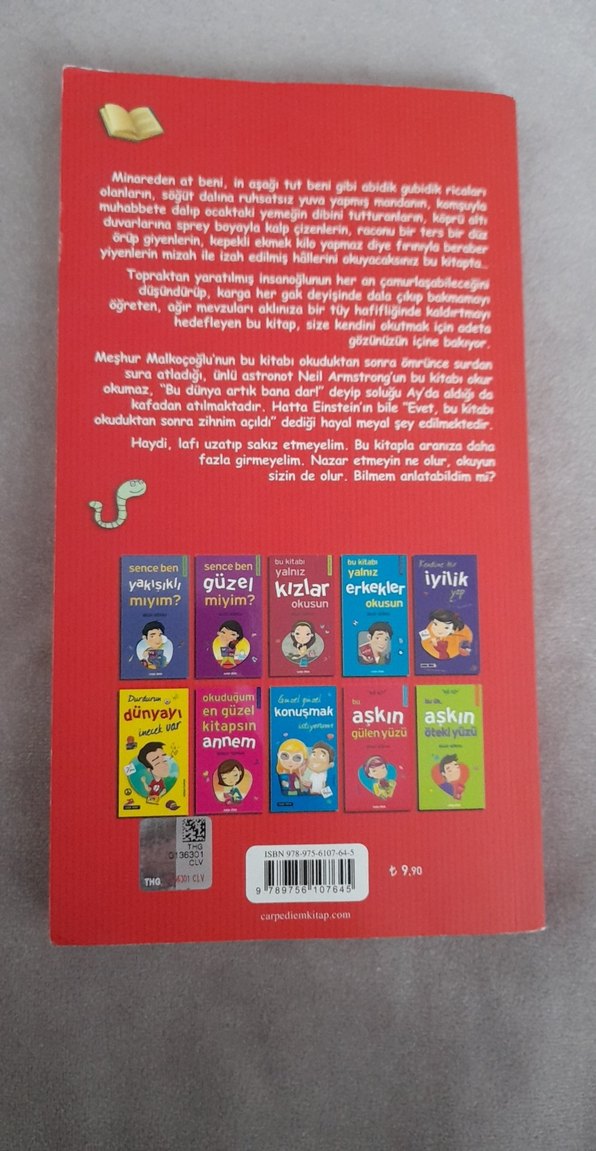 Minareden at beni, in aşağı tut beni gibi abidik gubidik ricaları
olanların, söğüt dalına ruhsatsız yuva yapmış mandanın, komşuyla
muhabbete dalıp ocaktaki yemeğin dibini tutturanların, köprü altı
duvarlarına sprey boyayla kalp çizenlerin, raconu bir ters bir düz
örüp giyenlerin, kepekli ekmek kilo yapmaz diye fırınıyla beraber
yiyenlerin mizah ile izah edilmiş hâllerini okuyacaksınız bu kitapta...
Topraktan yaratılmış insanoğlunun her an çamurlaşabileceğini
düşündürüp, karga her gak deyişinde dala çıkıp bakmamayı
öğreten, ağır mevzuları aklınıza bir tüy hafifliğinde kaldırtmayı
hedefleyen bu kitap, size kendini okutmak için adeta
gözünüzün içine bakıyor.
Meşhur Malkoçoğlu'nun bu kitabı okuduktan sonra ömrünce surdan
sura atladığı, ünlü astronot Neil Armstrong'un bu kitabı okur
okumaz, "Bu dünya artık bana dar!" deyip soluğu Ay'da aldığı da
kafadan atılmaktadır. Hatta Einstein'ın bile "Evet, bu kitabı
okuduktan sonra zihnim açıldı" dediği hayal meyal şey edilmektedir.
Haydi, lafı uzatıp sakız etmeyelim. Bu kitapla aranıza daha
fazla girmeyelim. Nazar etmeyin ne olur, okuyun
sizin de olur. Bilmem anlatabildim mi?
sence ben
yakışıklı
mıyım?
sence ben
güzel
miyim?
bu kitabı
yalnız
kızlar
okusun
bu kitabı
yalnız
erkekler
okusun
Kendine bir
iyilik
yap
Durdurun
dünyayı
inecek var
okuduğum
en güzel
kitapsın
annem
Güzel güzel
konuşmak
istiyorum
bu
aşkın
gülen yüzü
aşkın
öteki yüzü
THG
0136301
CLV
THG
6301 CLV
ISBN 978-975-6107-64-5
9 789756 107645
₺ 9.90
carpediemkitap.com